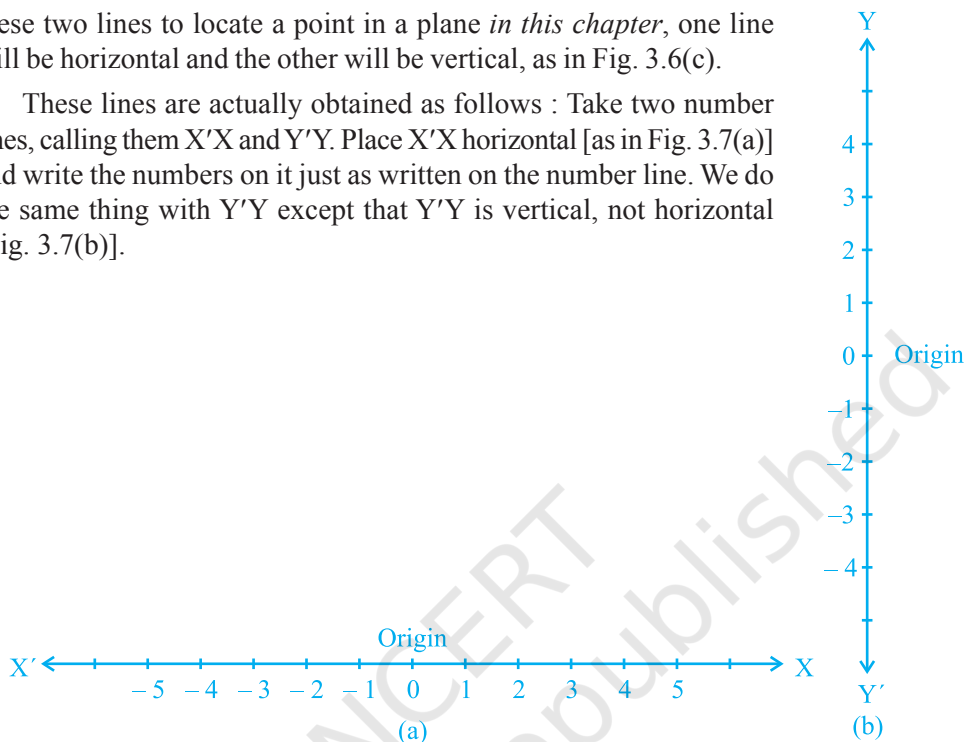 ese two lines to locate a point in a plane in this chapter, one line
ill be horizontal and the other will be vertical, as in Fig. 3.6(c).
These lines are actually obtained as follows : Take two number
nes, calling them X′X and Y′Y. Place X′X horizontal [as in Fig. 3.7(a)]
nd write the numbers on it just as written on the number line. We do
e same thing with Y′Y except that Y′Y is vertical, not horizontal
ig. 3.7(b)].
Y
4
3
2
1
0 Origin
–1
–2
–3
– 4
Y′
(b)
Origin
X′ X
– 5 – 4 – 3 – 2 – 1 0 1 2 3 4 5
(a)
NCERT
published